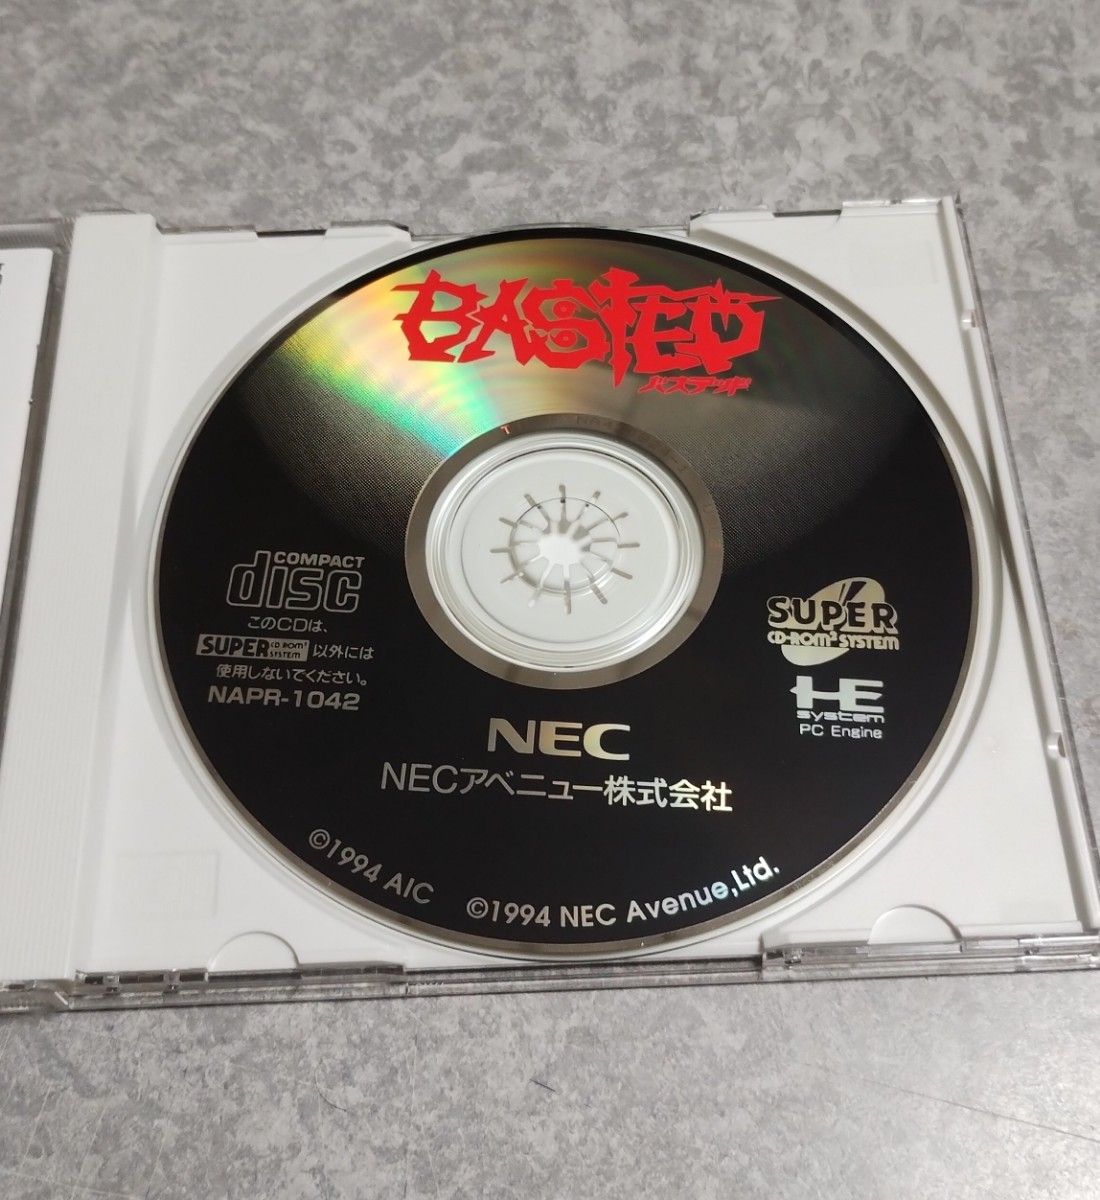 BASTED
バステッド
COMPACT
disc
このCDは、
SUPER CD-ROM² SYSTEM 以外には
使用しないでください。
NAPR-1042
SUPER
CD-ROM² SYSTEM
HE
system
PC Engine
NEC
NECアベニュー株式会社
©1994 AIC ©1994 NEC Avenue,Ltd.